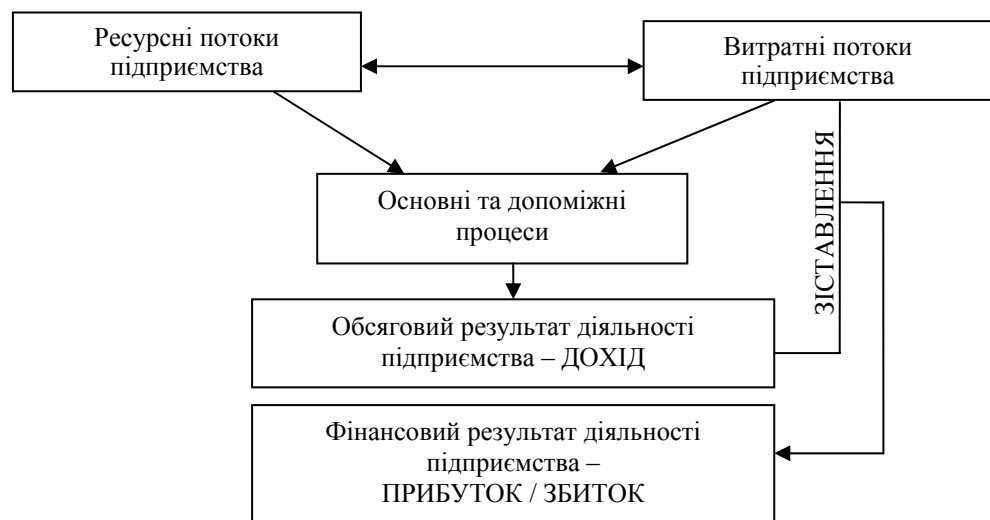 Ресурсні потоки
підприємства
Витратні потоки
підприємства
Основні та допоміжні
процеси
ЗІСТАВЛЕННЯ
Обсяговий результат діяльності
підприємства – ДОХІД
Фінансовий результат діяльності
підприємства –
ПРИБУТОК / ЗБИТОК